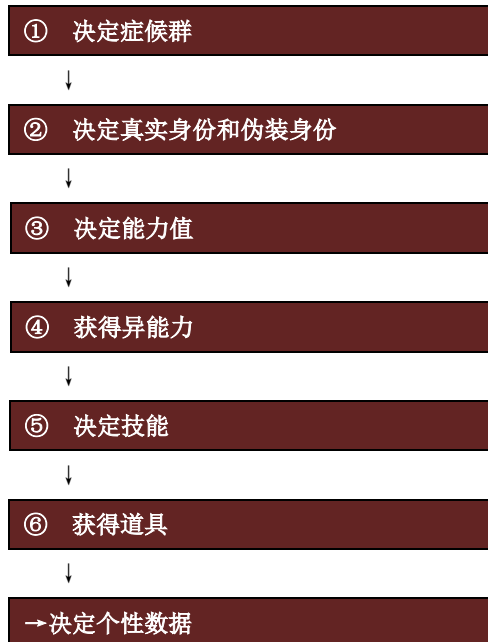 ① 决定症候群
↓
② 决定真实身份和伪装身份
↓
③ 决定能力值
↓
④ 获得异能力
↓
⑤ 决定技能
↓
⑥ 获得道具
↓
→决定个性数据